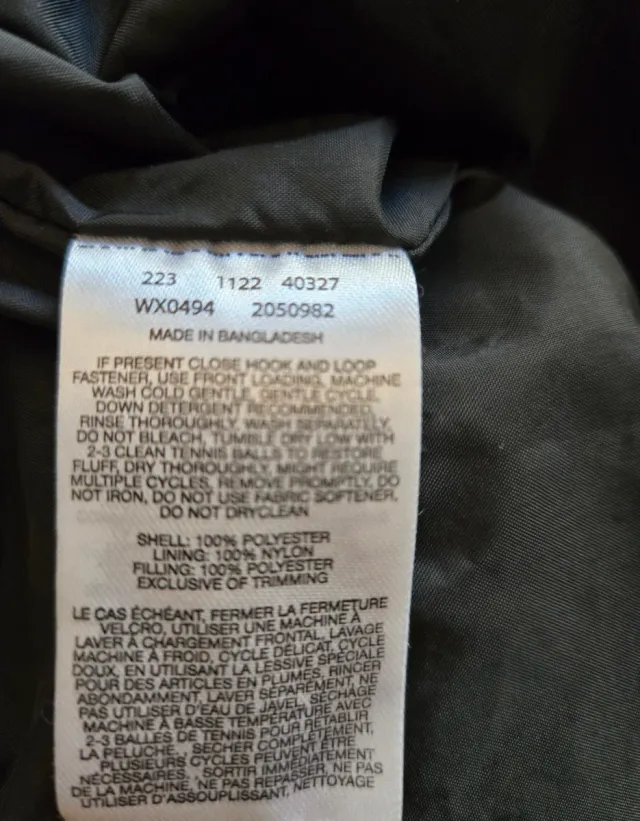 223 1122 40327
WX0494 2050982
MADE IN BANGLADESH
IF PRESENT CLOSE HOOK AND LOOP
FASTENER, USE FRONT LOADING, MACHINE
WASH COLD GENTLE, GENTLE CYCLE,
DOWN DETERGENT RECOMMENDED,
RINSE THOROUGHLY, WASH SEPARATELY,
DO NOT BLEACH, TUMBLE DRY LOW WITH
2-3 CLEAN TENNIS BALLS TO RESTORE
FLUFF, DRY THOROUGHLY, MIGHT REQUIRE
MULTIPLE CYCLES, REMOVE PROMPTLY, DO
NOT IRON, DO NOT USE FABRIC SOFTENER,
DO NOT DRYCLEAN
SHELL: 100% POLYESTER
LINING: 100% NYLON
FILLING: 100% POLYESTER
EXCLUSIVE OF TRIMMING
LE CAS ÉCHÉANT, FERMER LA FERMETURE
VELCRO, UTILISER UNE MACHINE À
LAVER À CHARGEMENT FRONTAL, LAVAGE
MACHINE À FROID, CYCLE DÉLICAT, CYCLE
DOUX, EN UTILISANT LA LESSIVE SPÉCIALE
POUR DES ARTICLES EN PLUMES, RINCER
ABONDAMMENT, LAVER SÉPARÉMENT, NE
PAS UTILISER D'EAU DE JAVEL, SÉCHAGE
MACHINE À BASSE TEMPÉRATURE AVEC
2-3 BALLES DE TENNIS POUR RÉTABLIR
LA PELUCHE, , SÉCHER COMPLÈTEMENT,
PLUSIEURS CYCLES PEUVENT ÊTRE
NÉCESSAIRES, , SORTIR IMMÉDIATEMENT
DE LA MACHINE, NE PAS REPASSER, NE PAS
UTILISER D'ASSOUPLISSANT, NETTOYAGE